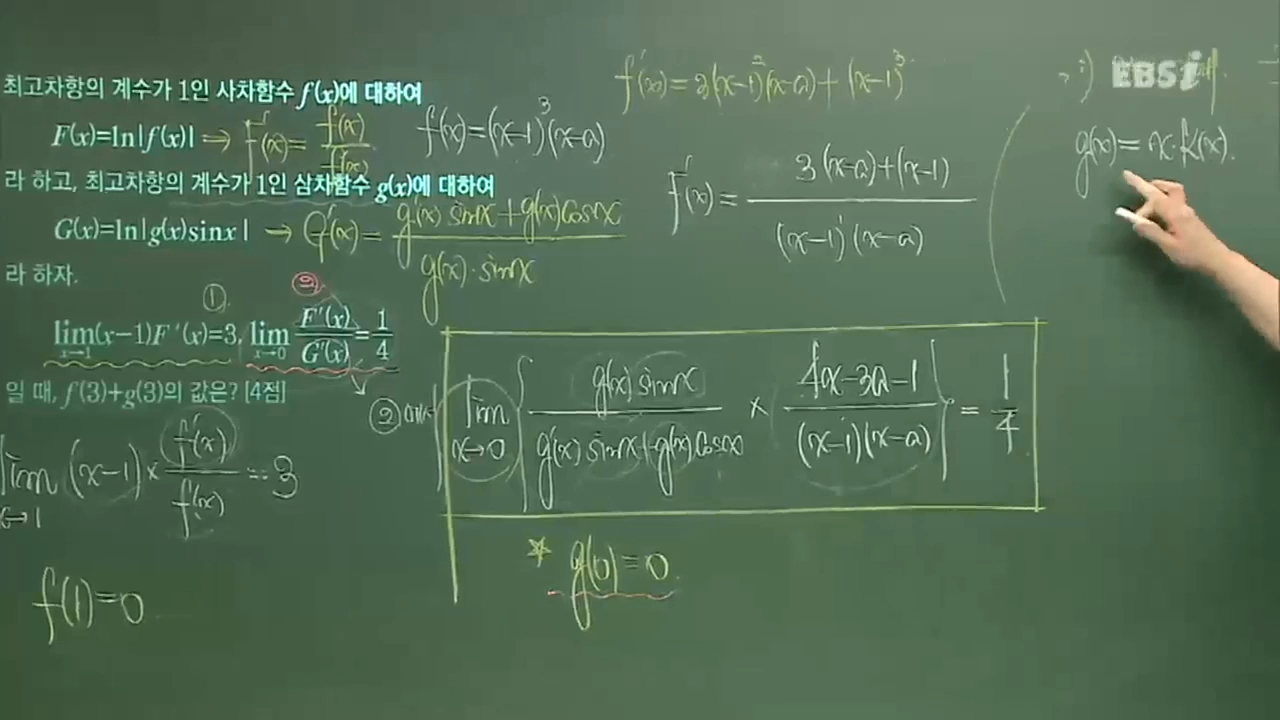 최고차항의 계수가 1인 사차함수 f(x)에 대하여
F(x)=ln|f(x)| → F'(x)= f'(x)/f(x)
라 하고, 최고차항의 계수가 1인 삼차함수 g(x)에 대하여
G(x)=ln|g(x)sinx| → G'(x)= g'(x) sinx+g(x)cosx / g(x)·sinx
라 하자.
① ②
lim x→1 (x-1)F'(x)=3, lim x→0 F'(x)/G'(x) = 1/4
일 때, f(3)+g(3)의 값은? [4점]
lim x→1 (x-1) × f'(x)/f(x) = 3
f(1)=0
f(x)=(x-1)³(x-a)
f'(x)=3(x-1)²(x-a)+(x-1)³
F'(x)= 3(x-a)+(x-1) / (x-1)(x-a)
②
lim x→0 { g(x) sinx / g'(x) sinx+g(x)cosx × 4x-3a-1 / (x-1)(x-a) } = 1/4
☆ g(0)=0.
i)
EBSi
g(x)= x·k(x).